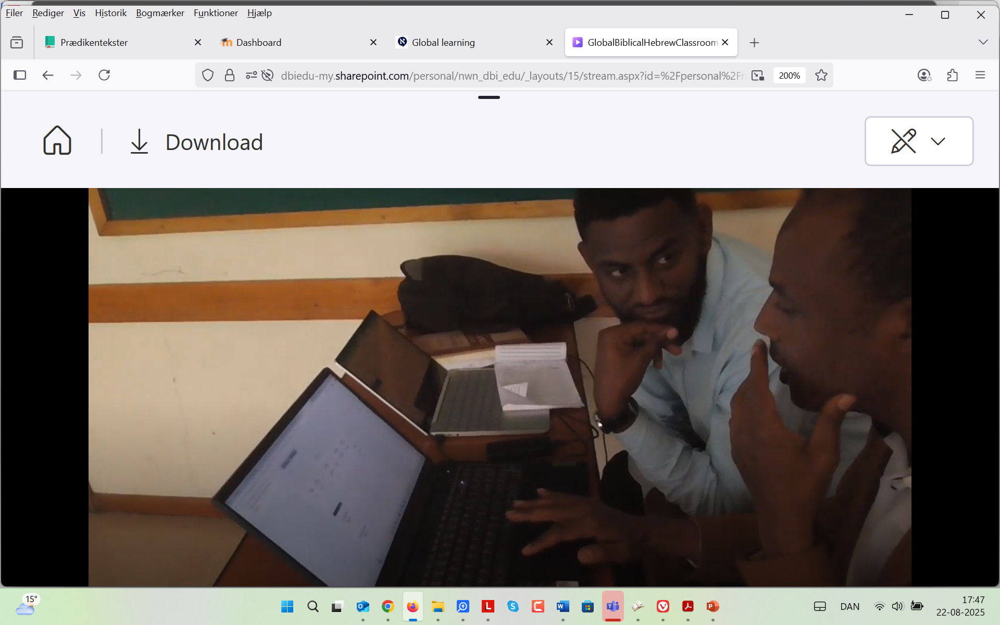 Filer Rediger Vis Historik Bogmærker Funktioner Hjælp
Prædikentekster Dashboard Global learning GlobalBiblicalHebrewClassroom
dbiedu-my.sharepoint.com/personal/nwn_dbi_edu/_layouts/15/stream.aspx?id=%2Fpersonal%2Fn 200%
Download
15° DAN 17:47
22-08-2025